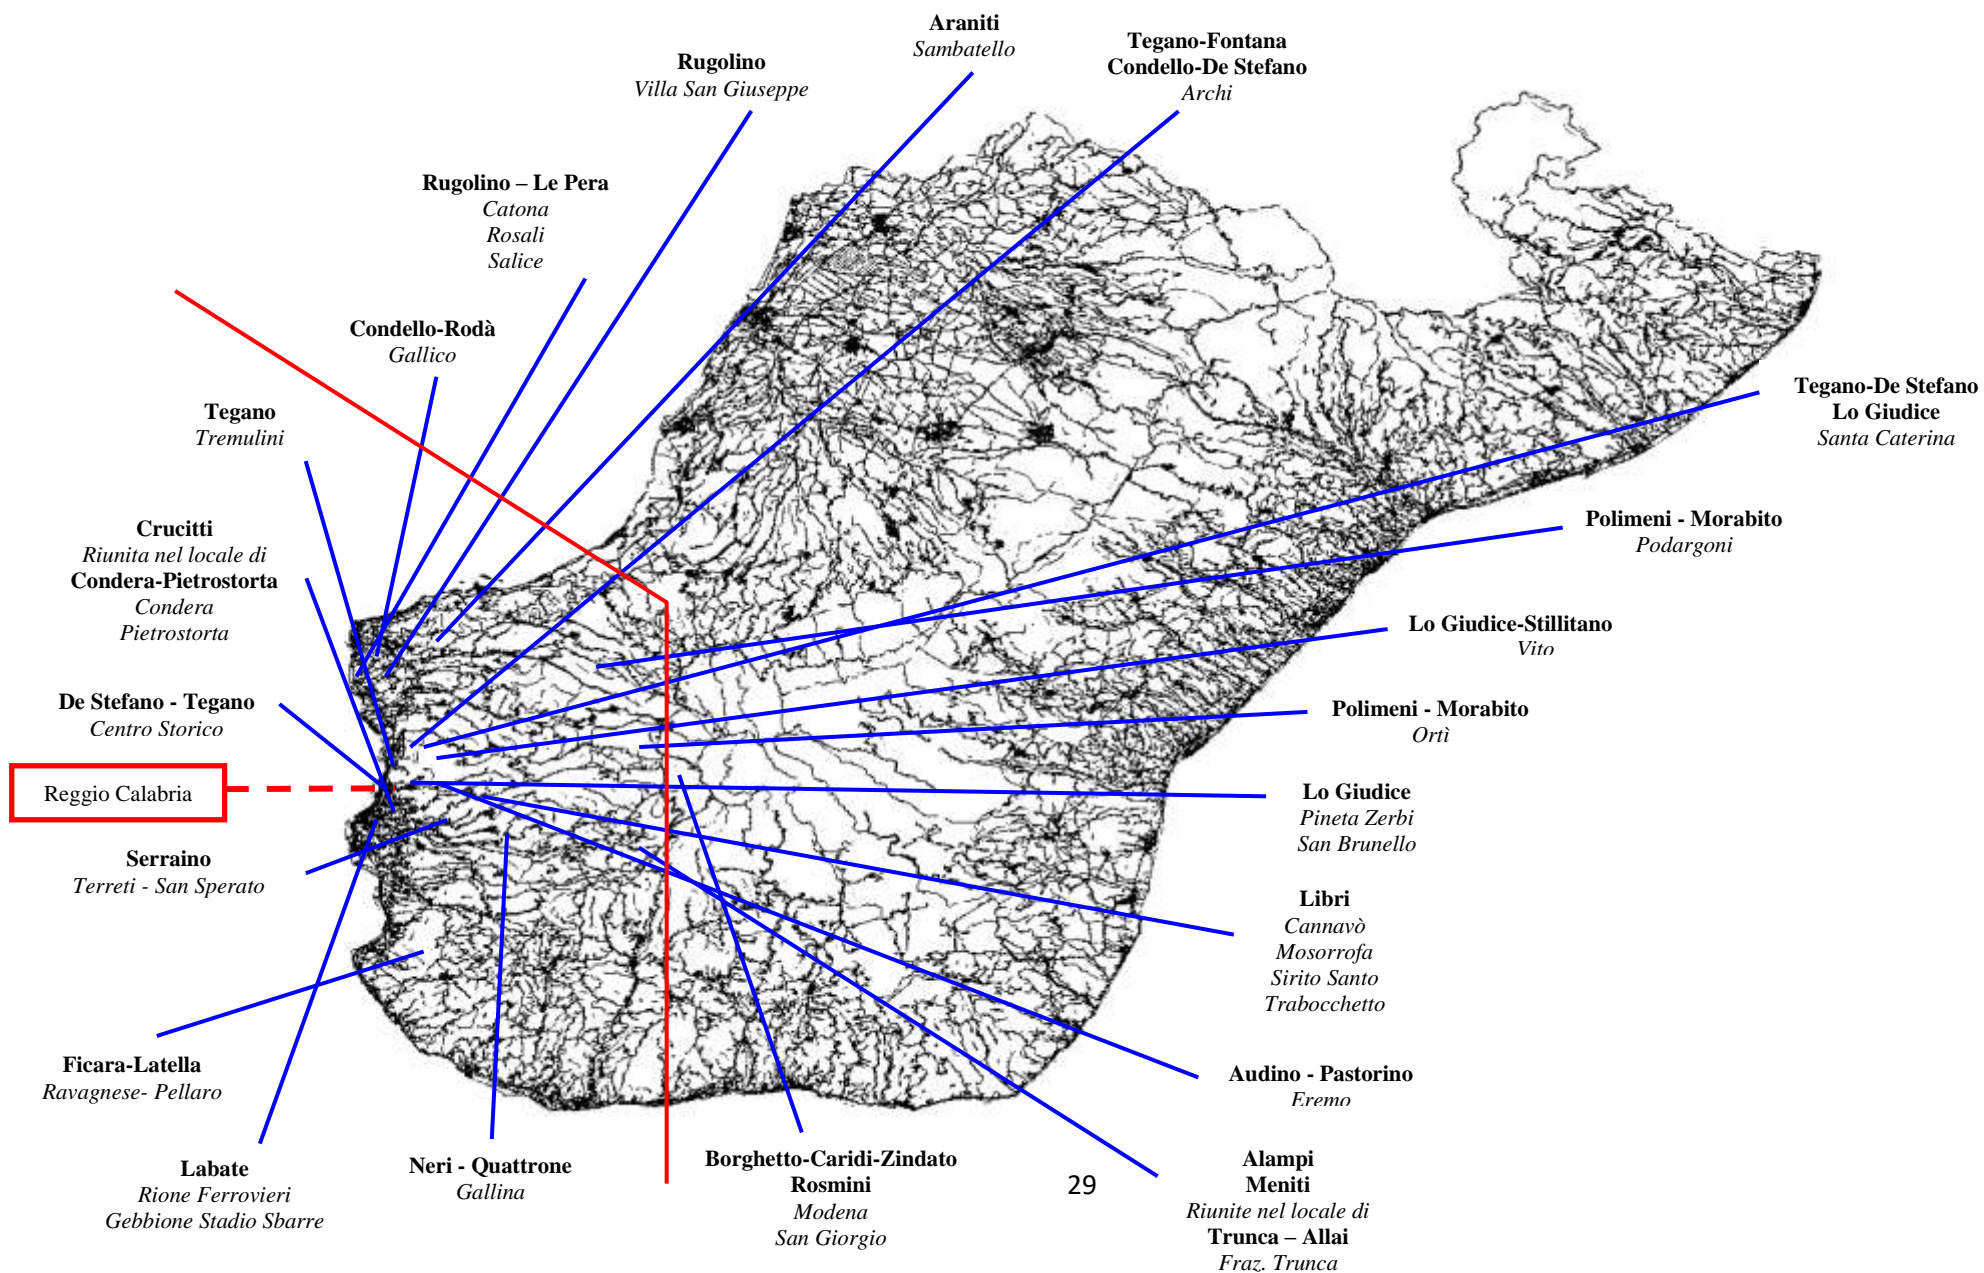 Araniti
Sambatello
Tegano-Fontana
Condello-De Stefano
Archi
Rugolino
Villa San Giuseppe
Rugolino – Le Pera
Catona
Rosali
Salice
Condello-Rodà
Gallico
Tegano
Tremulini
Crucitti
Riunita nel locale di
Condera-Pietrostorta
Condera
Pietrostorta
De Stefano - Tegano
Centro Storico
Reggio Calabria
Serraino
Terreti - San Sperato
Ficara-Latella
Ravagnese- Pellaro
Labate
Rione Ferrovieri
Gebbione Stadio Sbarre
Neri - Quattrone
Gallina
Borghetto-Caridi-Zindato
Rosmini
Modena
San Giorgio
29
Tegano-De Stefano
Lo Giudice
Santa Caterina
Polimeni - Morabito
Podargoni
Lo Giudice-Stillitano
Vito
Polimeni - Morabito
Ortì
Lo Giudice
Pineta Zerbi
San Brunello
Libri
Cannavò
Mosorrofa
Sirito Santo
Trabocchetto
Audino - Pastorino
Eremo
Alampi
Meniti
Riunite nel locale di
Trunca – Allai
Fraz. Trunca